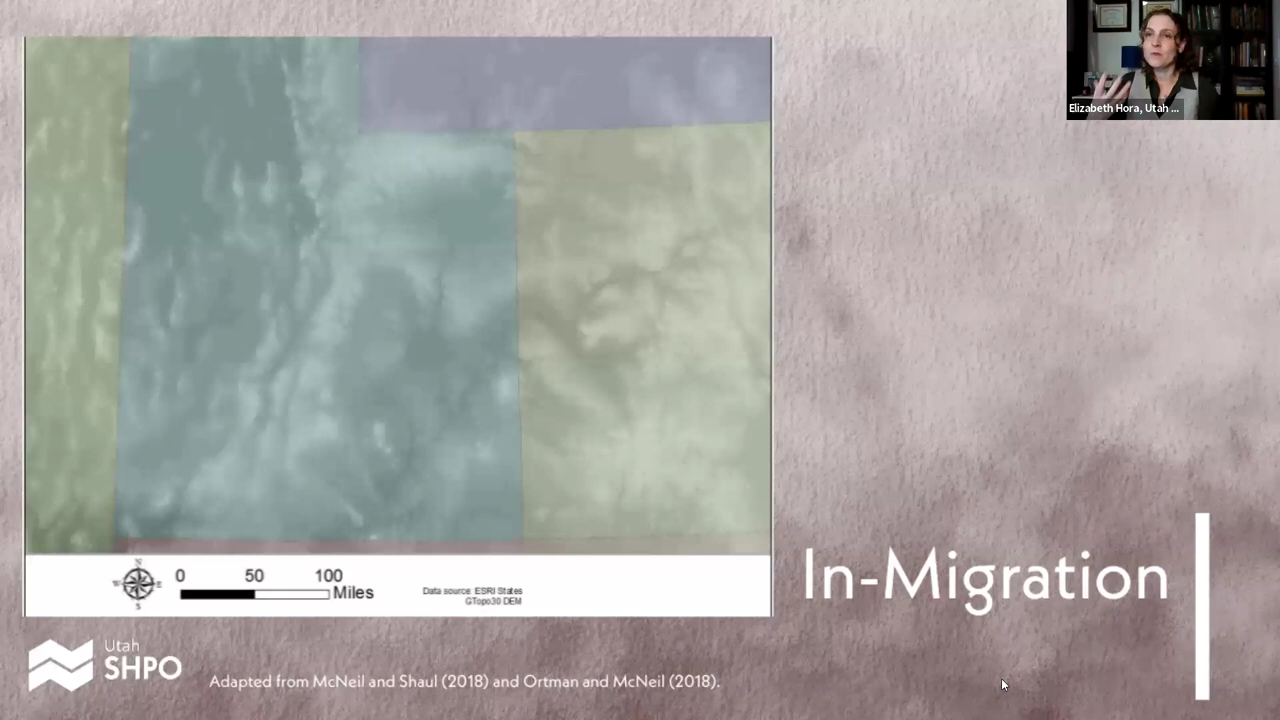 Elizabeth Hora, Utah ...
N
W
E
S
0 50 100
Miles
Data source: ESRI States
GTopo30 DEM
In-Migration
Utah
SHPO
Adapted from McNeil and Shaul (2018) and Ortman and McNeil (2018).